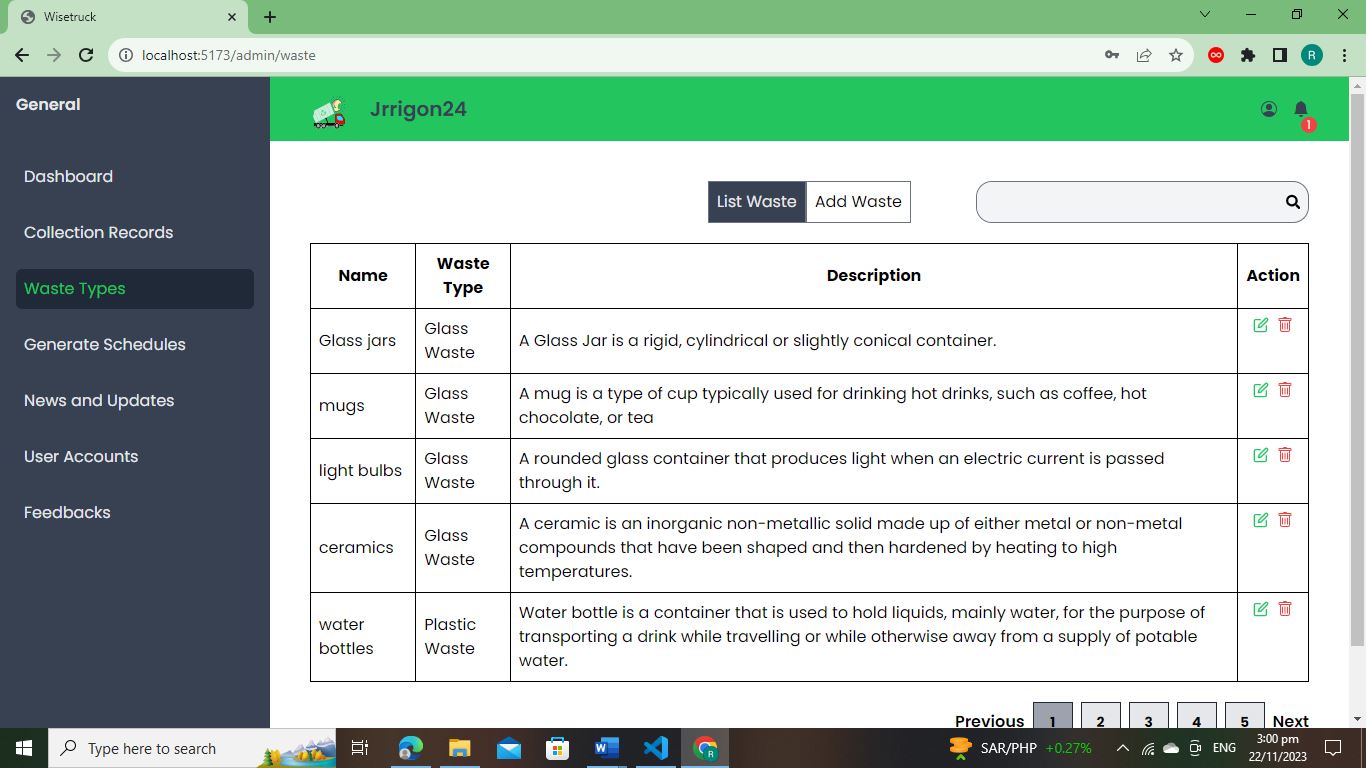 Wisetruck
localhost:5173/admin/waste
R
General
Jrrigon24
1
Dashboard
Collection Records
Waste Types
Generate Schedules
News and Updates
User Accounts
Feedbacks
List Waste
Add Waste
Name
Waste
Type
Description
Action
Glass jars
Glass
Waste
A Glass Jar is a rigid, cylindrical or slightly conical container.
mugs
Glass
Waste
A mug is a type of cup typically used for drinking hot drinks, such as coffee, hot
chocolate, or tea
light bulbs
Glass
Waste
A rounded glass container that produces light when an electric current is passed
through it.
ceramics
Glass
Waste
A ceramic is an inorganic non-metallic solid made up of either metal or non-metal
compounds that have been shaped and then hardened by heating to high
temperatures.
water
bottles
Plastic
Waste
Water bottle is a container that is used to hold liquids, mainly water, for the purpose of
transporting a drink while travelling or while otherwise away from a supply of potable
water.
Previous 1 2 3 4 5 Next
Type here to search
SAR/PHP +0.27%
ENG
3:00 pm
22/11/2023